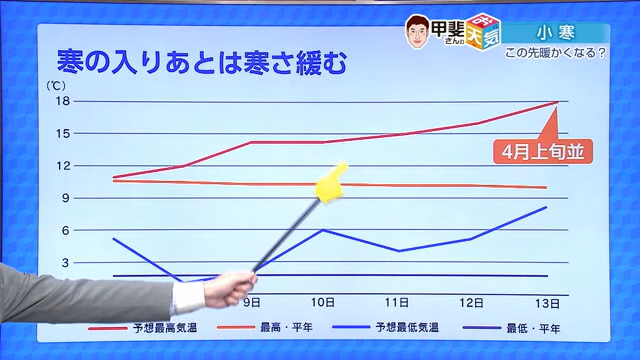 甲斐さんの
お天気
小寒
この先暖かくなる？
寒の入りあとは寒さ緩む
(℃)
18
15
12
9
6
3
4月上旬並
9日 10日 11日 12日 13日
予想最高気温 最高・平年 予想最低気温 最低・平年